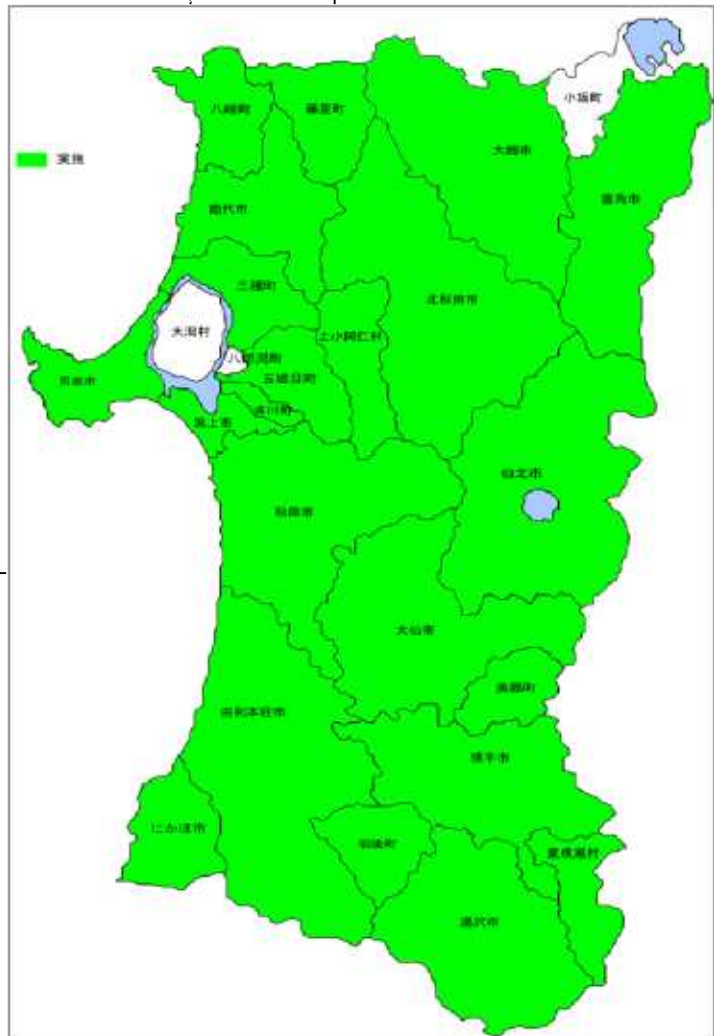 小坂町
八峰町
藤里町
大館市
実施
鹿角市
能代市
三種町
北秋田市
大潟村
上小阿仁村
八郎潟町
五城目町
男鹿市
井川町
潟上市
仙北市
秋田市
大仙市
美郷町
由利本荘市
横手市
にかほ市
羽後町
東成瀬村
湯沢市